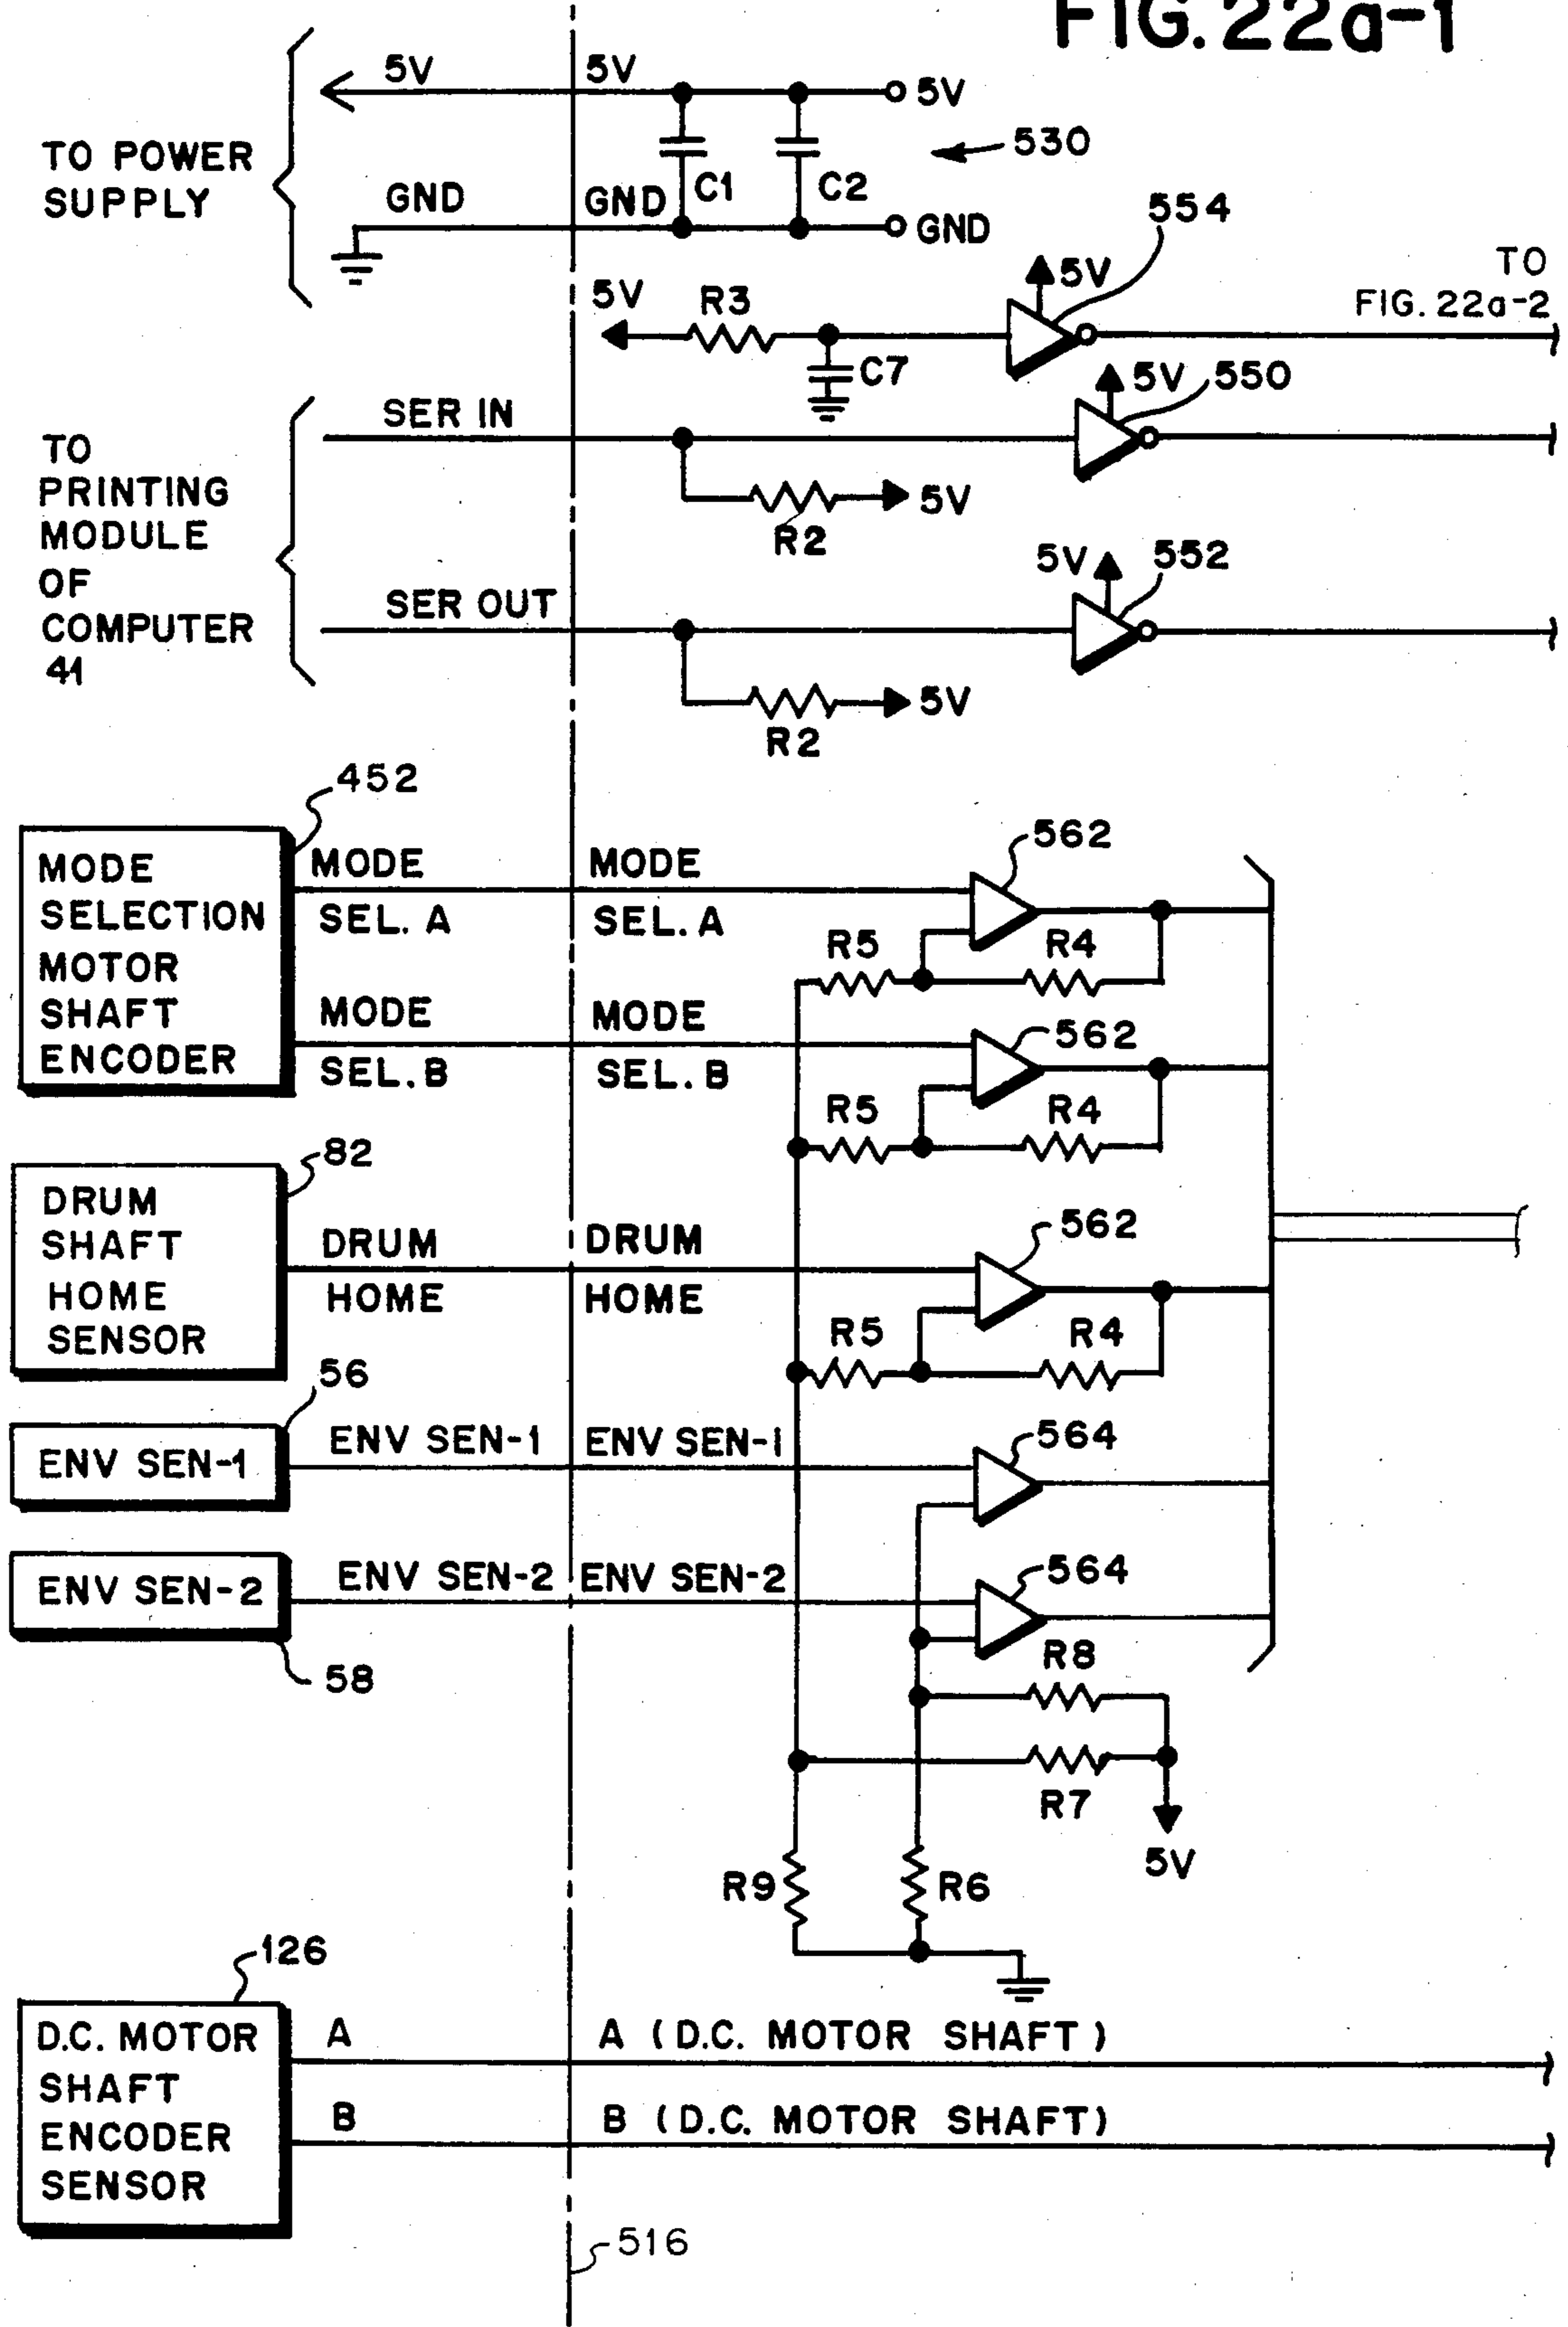 FIG. 22a-1
5V
5V
5V
TO POWER
SUPPLY
530
C1
C2
GND
GND
GND
554
5V
TO
FIG. 22a-2
5V
R3
C7
TO
PRINTING
MODULE
OF
COMPUTER
41
SER IN
5V
550
5V
R2
SER OUT
5V
552
5V
R2
452
MODE
SELECTION
MOTOR
SHAFT
ENCODER
MODE
SEL. A
MODE
SEL. A
562
R5
R4
MODE
SEL. B
MODE
SEL. B
562
R5
R4
82
DRUM
SHAFT
HOME
SENSOR
DRUM
HOME
DRUM
HOME
562
R5
R4
56
ENV SEN-1
ENV SEN-1
ENV SEN-1
564
ENV SEN-2
ENV SEN-2
ENV SEN-2
564
58
R8
R7
5V
R9
R6
126
D.C. MOTOR
SHAFT
ENCODER
SENSOR
A
A (D.C. MOTOR SHAFT)
B
B (D.C. MOTOR SHAFT)
516